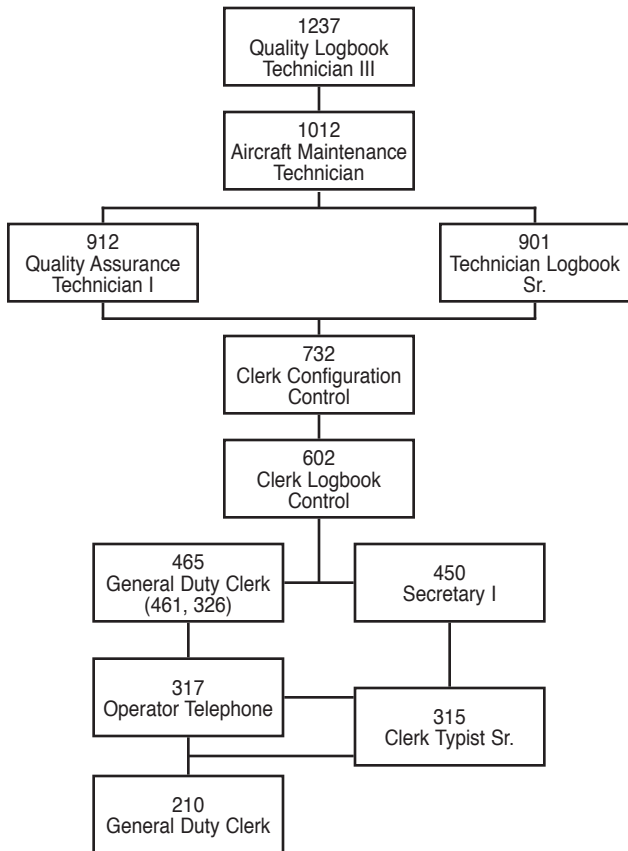 1237
Quality Logbook
Technician III
1012
Aircraft Maintenance
Technician
912
Quality Assurance
Technician I
901
Technician Logbook
Sr.
732
Clerk Configuration
Control
602
Clerk Logbook
Control
465
General Duty Clerk
(461, 326)
450
Secretary I
317
Operator Telephone
315
Clerk Typist Sr.
210
General Duty Clerk